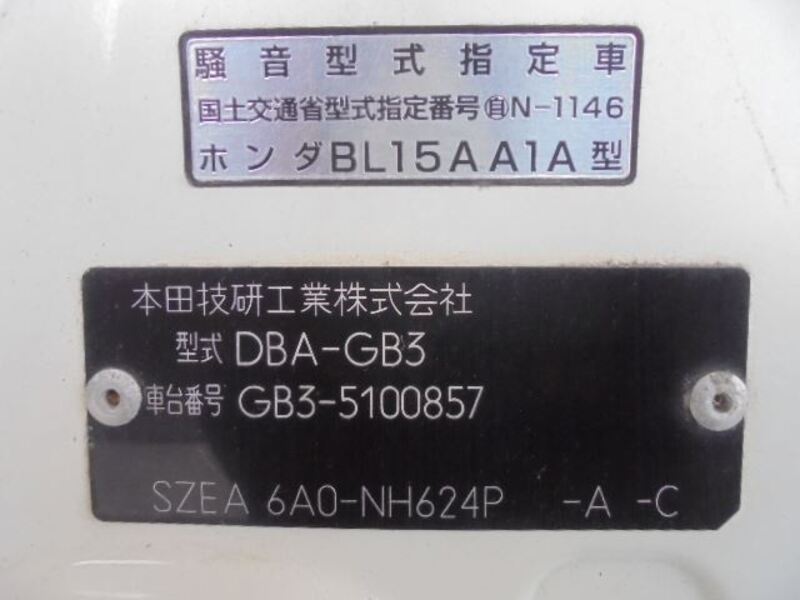 騒音型式指定車
国土交通省型式指定番号㊐N-1146
ホンダBL15AA1A型
本田技研工業株式会社
型式 DBA-GB3
車台番号 GB3-5100857
SZEA 6A0-NH624P -A -C